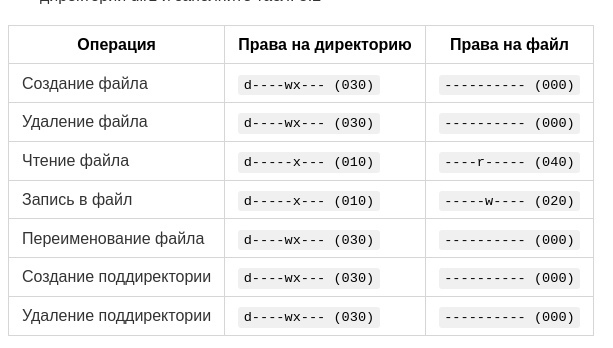 Операция Права на директорию Права на файл
Создание файла d----wx--- (030) ---------- (000)
Удаление файла d----wx--- (030) ---------- (000)
Чтение файла d-----x--- (010) ----r----- (040)
Запись в файл d-----x--- (010) -----w---- (020)
Переименование файла d----wx--- (030) ---------- (000)
Создание поддиректории d----wx--- (030) ---------- (000)
Удаление поддиректории d----wx--- (030) ---------- (000)